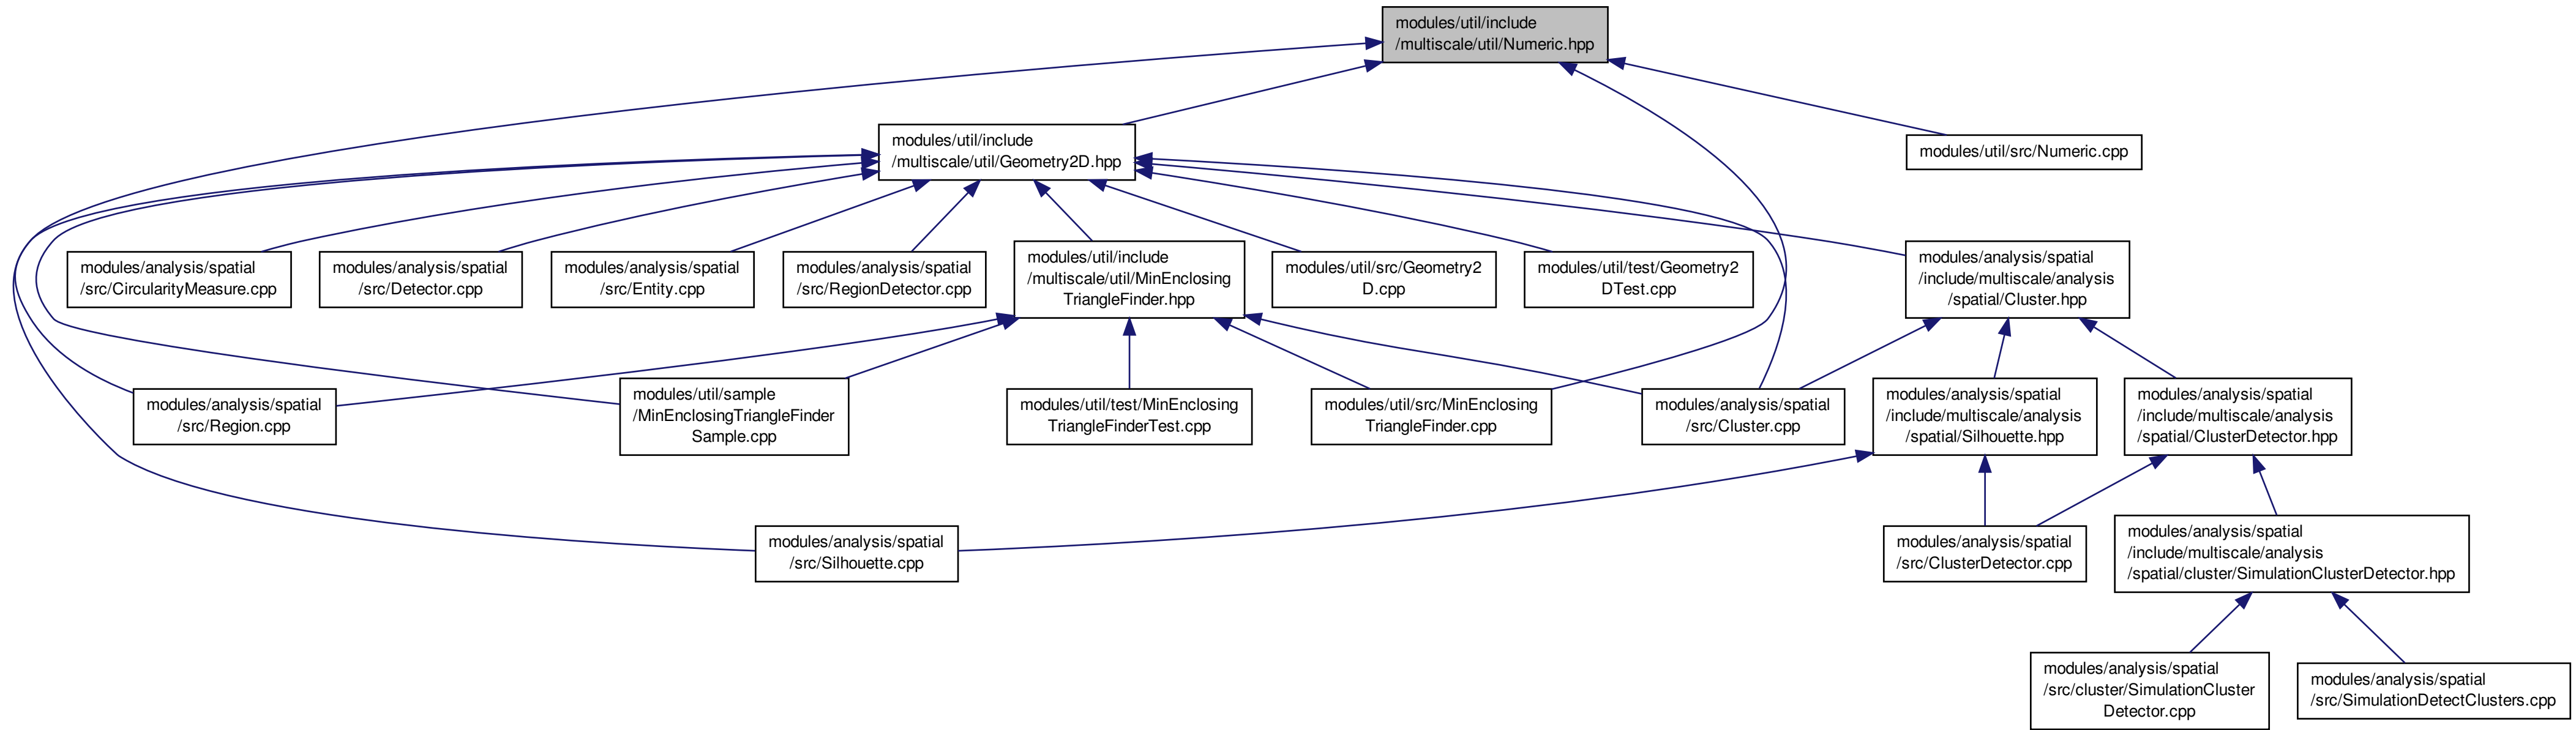 modules/util/include
/multiscale/util/Numeric.hpp
modules/util/include
/multiscale/util/Geometry2D.hpp
modules/util/src/Numeric.cpp
modules/analysis/spatial
/src/CircularityMeasure.cpp
modules/analysis/spatial
/src/Detector.cpp
modules/analysis/spatial
/src/Entity.cpp
modules/analysis/spatial
/src/RegionDetector.cpp
modules/util/include
/multiscale/util/MinEnclosing
TriangleFinder.hpp
modules/util/src/Geometry2
D.cpp
modules/util/test/Geometry2
DTest.cpp
modules/analysis/spatial
/include/multiscale/analysis
/spatial/Cluster.hpp
modules/analysis/spatial
/src/Region.cpp
modules/util/sample
/MinEnclosingTriangleFinder
Sample.cpp
modules/util/test/MinEnclosing
TriangleFinderTest.cpp
modules/util/src/MinEnclosing
TriangleFinder.cpp
modules/analysis/spatial
/src/Cluster.cpp
modules/analysis/spatial
/include/multiscale/analysis
/spatial/Silhouette.hpp
modules/analysis/spatial
/include/multiscale/analysis
/spatial/ClusterDetector.hpp
modules/analysis/spatial
/src/Silhouette.cpp
modules/analysis/spatial
/src/ClusterDetector.cpp
modules/analysis/spatial
/include/multiscale/analysis
/spatial/cluster/SimulationClusterDetector.hpp
modules/analysis/spatial
/src/cluster/SimulationCluster
Detector.cpp
modules/analysis/spatial
/src/SimulationDetectClusters.cpp